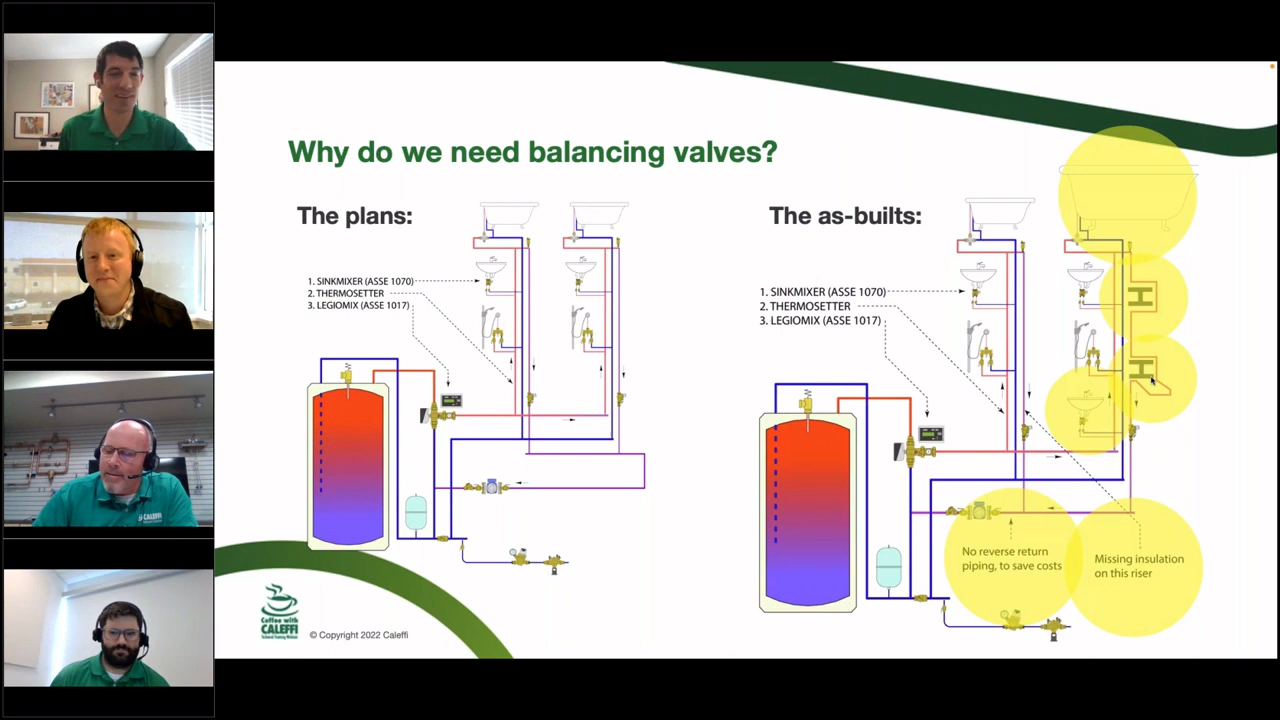 Why do we need balancing valves?
The plans:
1. SINKMIXER (ASSE 1070)
2. THERMOSETTER
3. LEGIOMIX (ASSE 1017)
The as-builts:
1. SINKMIXER (ASSE 1070)
2. THERMOSETTER
3. LEGIOMIX (ASSE 1017)
H
H
No reverse return
piping, to save costs
Missing insulation
on this riser
Coffee with
CALEFFI
© Copyright 2022 Caleffi
CALEFFI